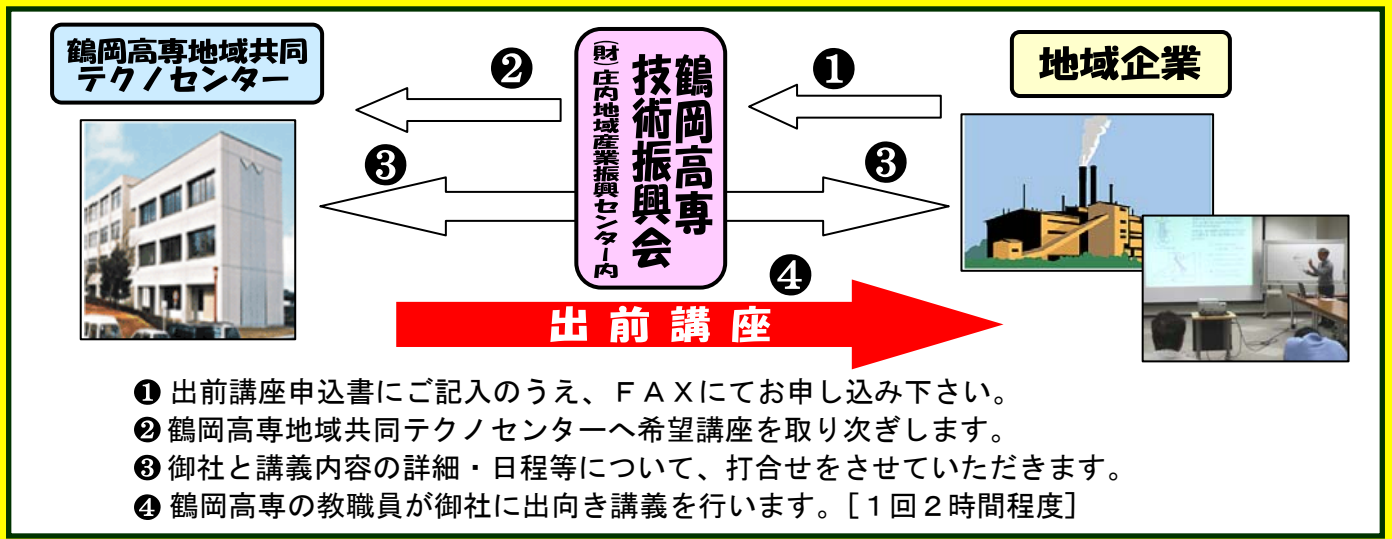 鶴岡高専地域共同
テクノセンター
❷
鶴岡高専
技術振興会
(財)庄内地域産業振興センター内
❶
地域企業
❸
❸
❹
出前講座
❶ 出前講座申込書にご記入のうえ、ＦＡＸにてお申し込み下さい。
❷ 鶴岡高専地域共同テクノセンターへ希望講座を取り次ぎします。
❸ 御社と講義内容の詳細・日程等について、打合せをさせていただきます。
❹ 鶴岡高専の教職員が御社に出向き講義を行います。［１回２時間程度］